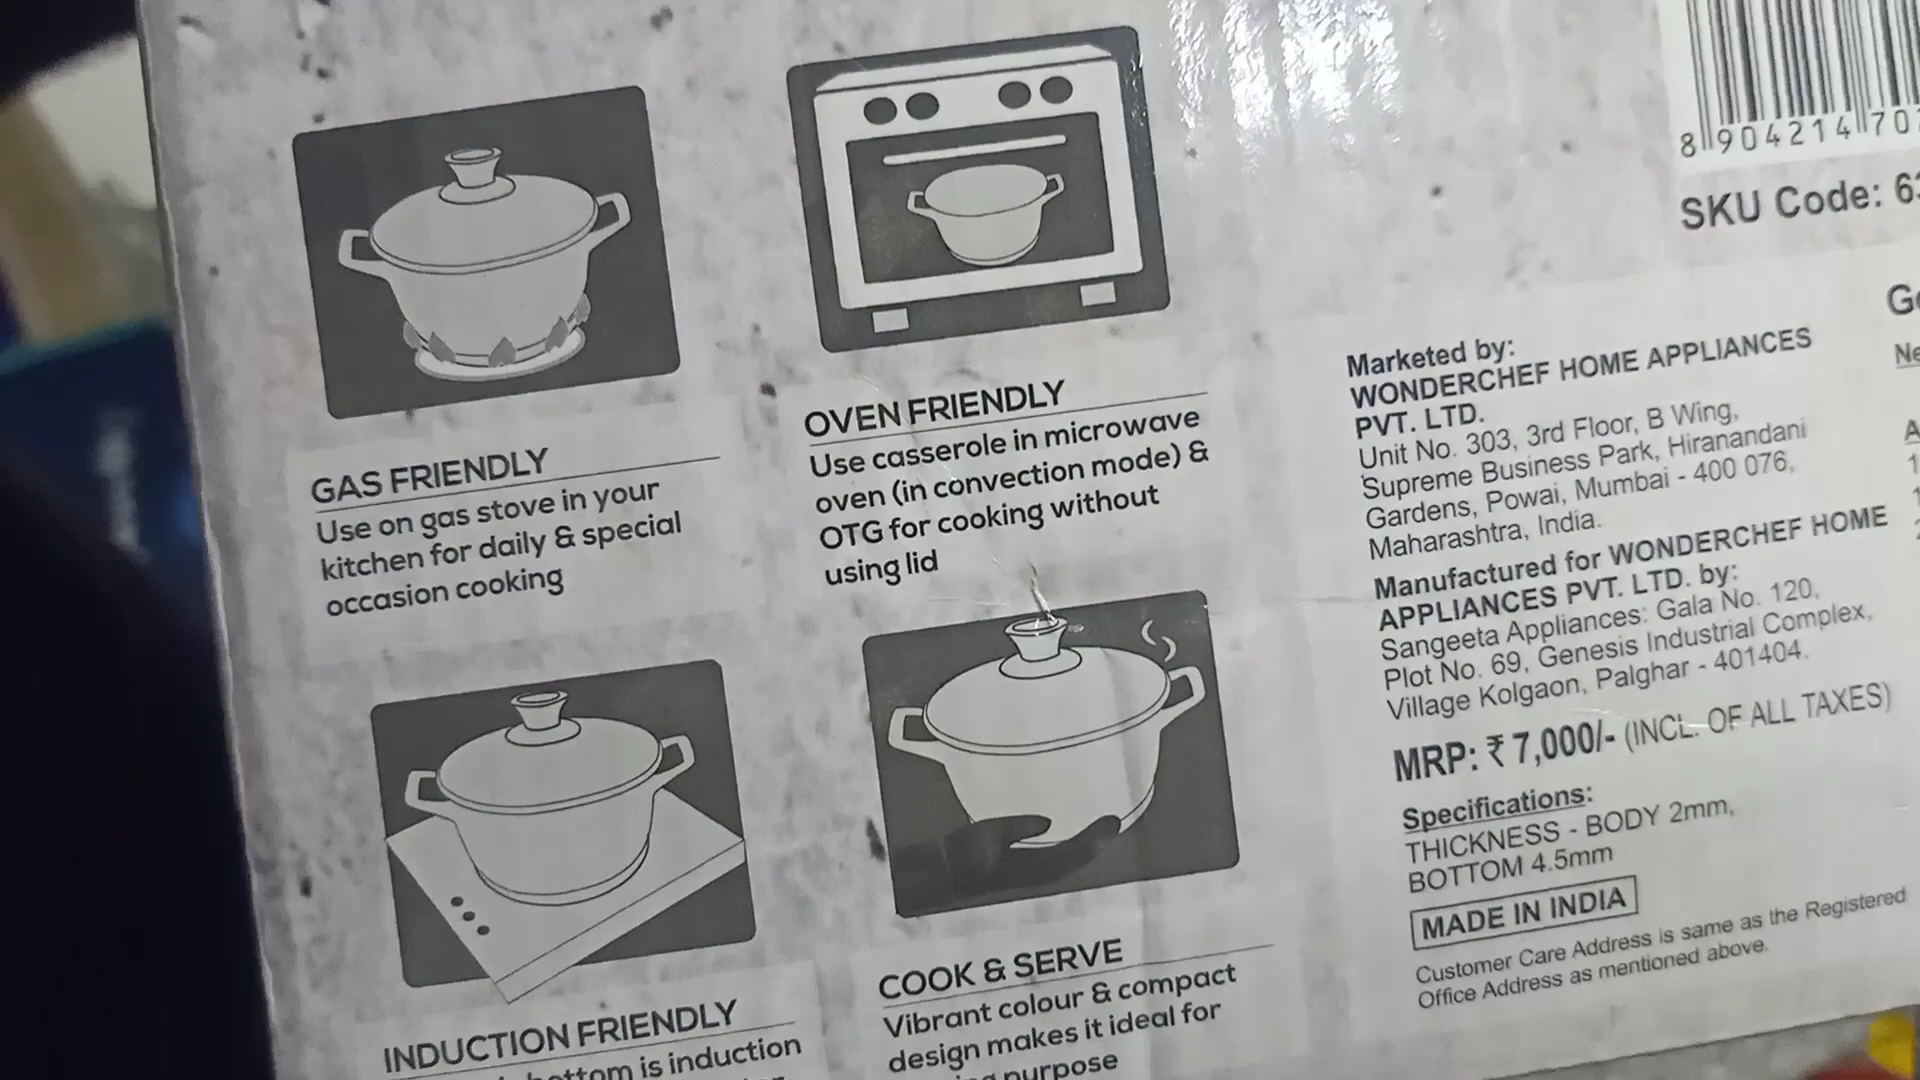 GAS FRIENDLY
Use on gas stove in your
kitchen for daily & special
occasion cooking
OVEN FRIENDLY
Use casserole in microwave
oven (in convection mode) &
OTG for cooking without
using lid
INDUCTION FRIENDLY
is induction
COOK & SERVE
Vibrant colour & compact
design makes it ideal for
purpose
8 904214 70
SKU Code: 6
Marketed by:
WONDERCHEF HOME APPLIANCES
PVT. LTD.
Unit No. 303, 3rd Floor, B Wing,
Supreme Business Park, Hiranandani
Gardens, Powai, Mumbai - 400 076,
Maharashtra, India.
Manufactured for WONDERCHEF HOME
APPLIANCES PVT. LTD. by:
Sangeeta Appliances: Gala No. 120,
Plot No. 69, Genesis Industrial Complex,
Village Kolgaon, Palghar - 401404.
MRP: ₹ 7,000/- (INCL. OF ALL TAXES)
Specifications:
THICKNESS - BODY 2mm,
BOTTOM 4.5mm
MADE IN INDIA
Customer Care Address is same as the Registered
Office Address as mentioned above.